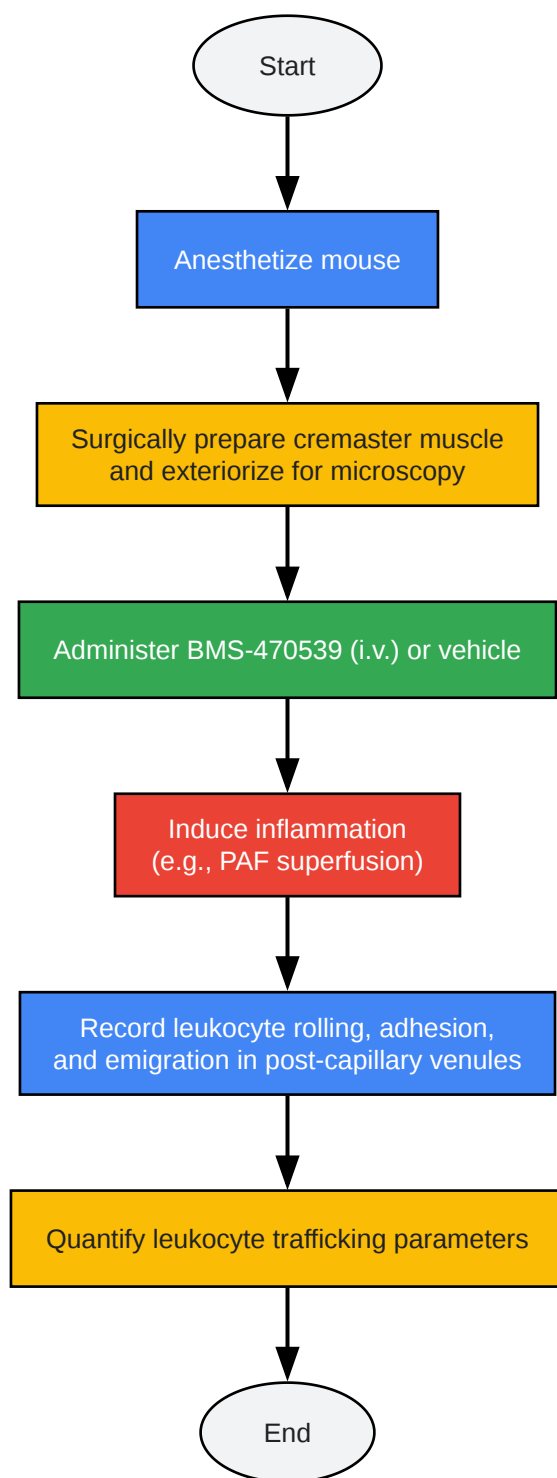 Start
Anesthetize mouse
Surgically prepare cremaster muscle
and exteriorize for microscopy
Administer BMS-470539 (i.v.) or vehicle
Induce inflammation
(e.g., PAF superfusion)
Record leukocyte rolling, adhesion,
and emigration in post-capillary venules
Quantify leukocyte trafficking parameters
End